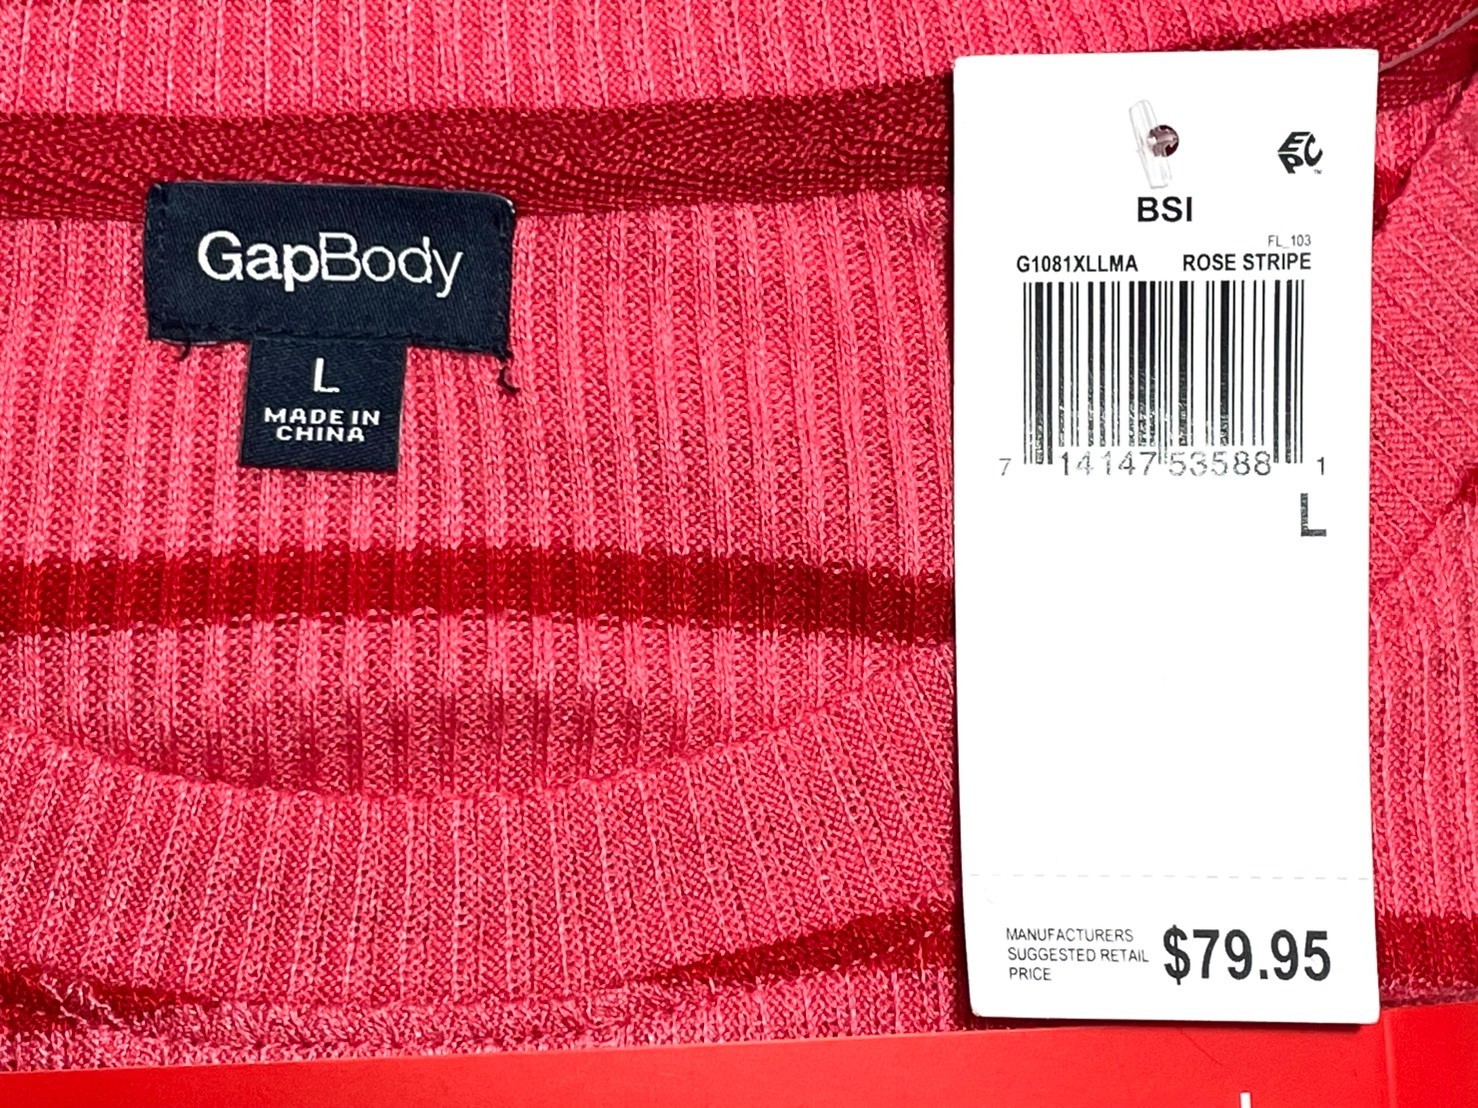 GapBody
L
MADE IN
CHINA
EPC™
BSI
FL_103
G1081XLLMA ROSE STRIPE
7 14147 53588 1
L
MANUFACTURERS
SUGGESTED RETAIL
PRICE
$79.95